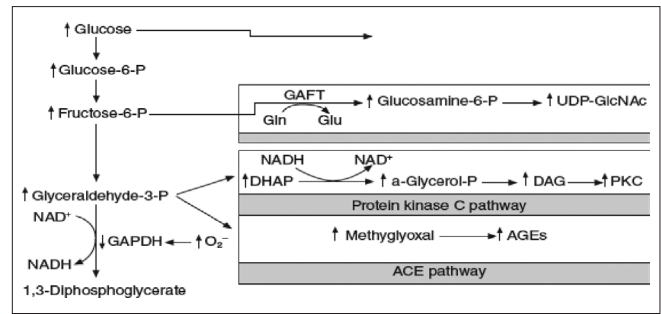 ↑ Glucose
↑ Glucose-6-P
↑ Fructose-6-P
GAFT
Gln Glu
↑ Glucosamine-6-P
↑ UDP-GlcNAc
NADH NAD⁺
↑ DHAP ↑ a-Glycerol-P ↑ DAG ↑ PKC
Protein kinase C pathway
↑ Glyceraldehyde-3-P
NAD⁺
↓ GAPDH ↑ O₂⁻
NADH
1,3-Diphosphoglycerate
↑ Methyglyoxal ↑ AGEs
ACE pathway